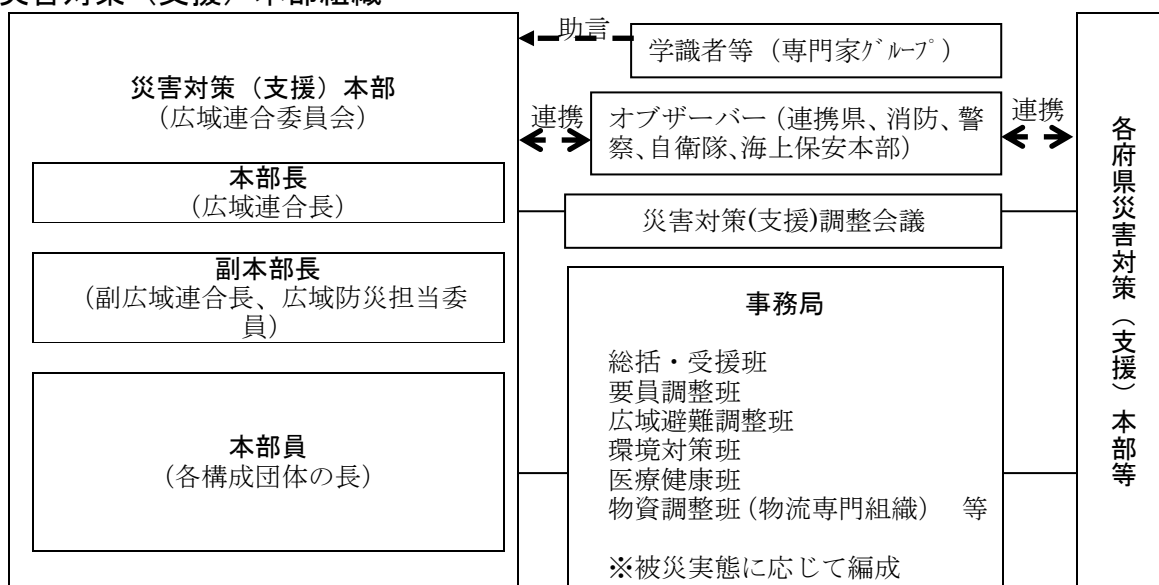 災害対策（支援）本部組織
災害対策（支援）本部
（広域連合委員会）
本部長
（広域連合長）
副本部長
（副広域連合長、広域防災担当委
員）
本部員
（各構成団体の長）
助言
学識者等（専門家ｸﾞﾙｰﾌﾟ）
連携
オブザーバー（連携県、消防、警
察、自衛隊、海上保安本部）
連携
災害対策(支援)調整会議
事務局
総括・受援班
要員調整班
広域避難調整班
環境対策班
医療健康班
物資調整班（物流専門組織）　等
※被災実態に応じて編成
各府県災害対策（支援）本部等